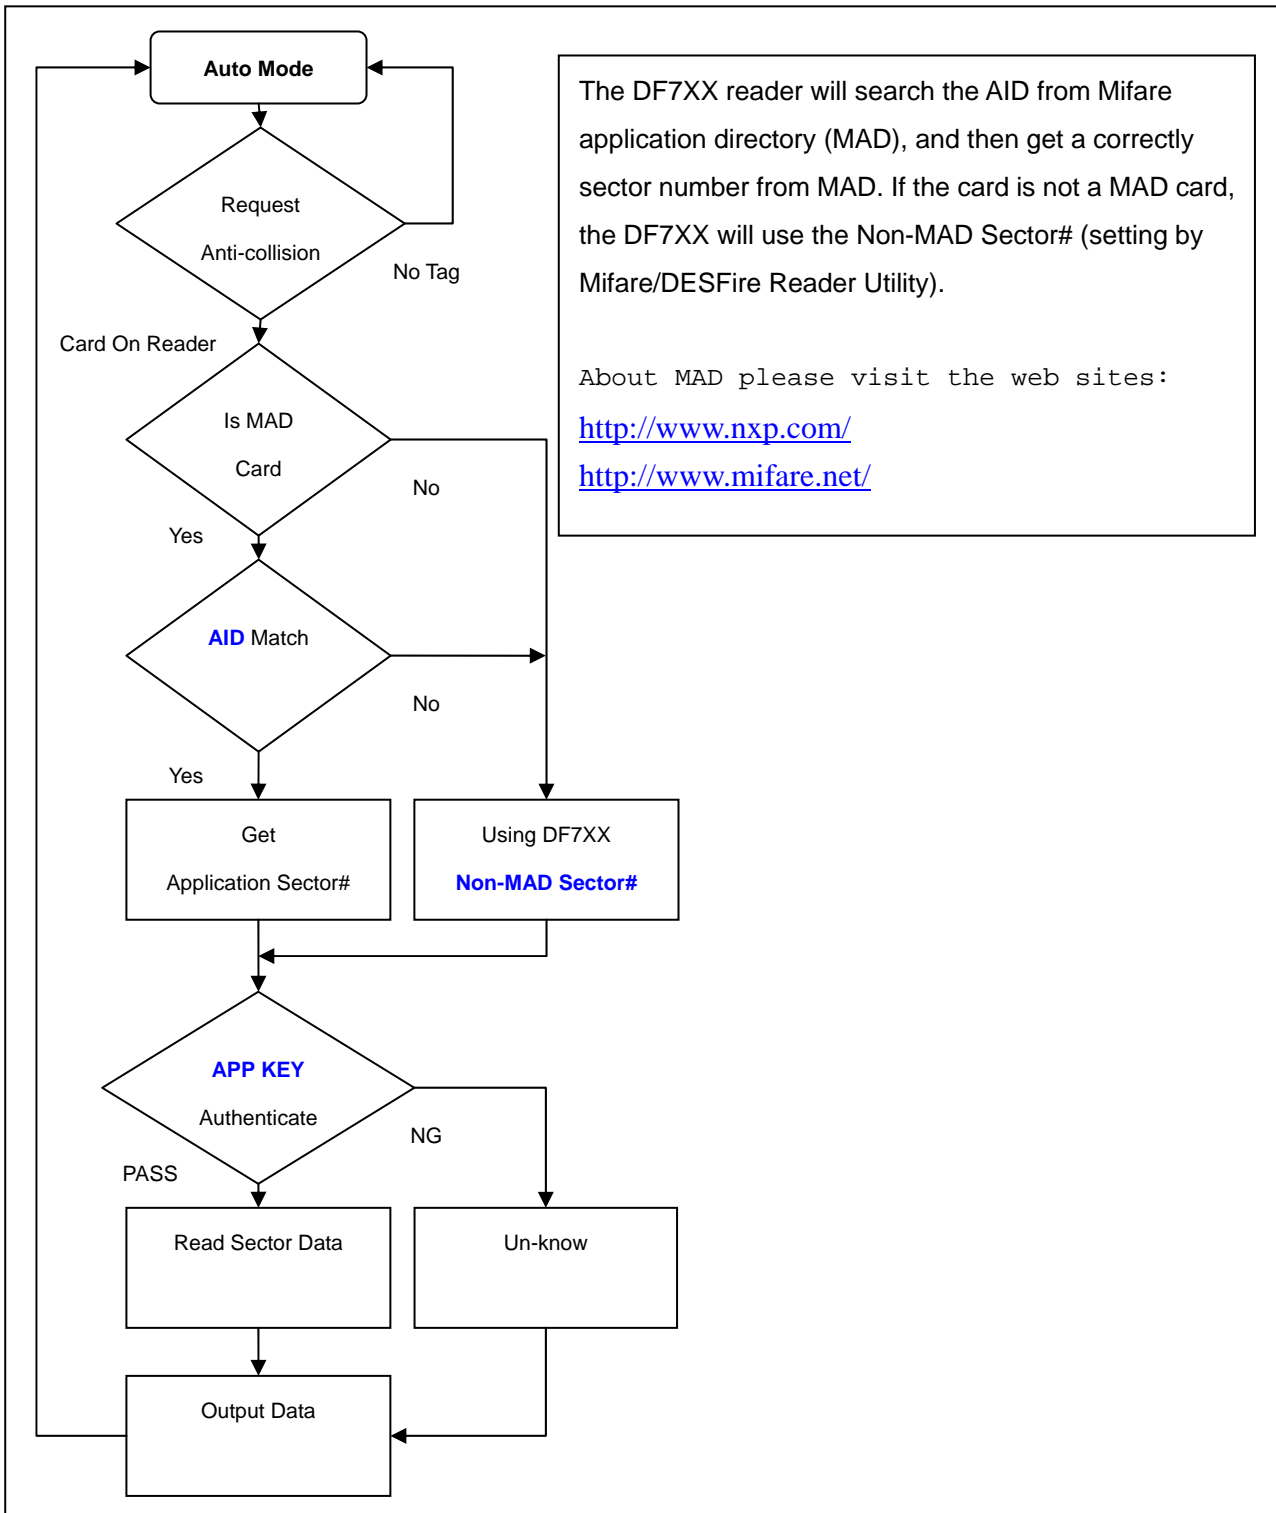 Auto Mode
Request
Anti-collision
No Tag
Card On Reader
Is MAD
Card
No
Yes
AID Match
No
Yes
Get
Application Sector#
Using DF7XX
Non-MAD Sector#
APP KEY
Authenticate
NG
PASS
Read Sector Data
Un-know
Output Data
The DF7XX reader will search the AID from Mifare
application directory (MAD), and then get a correctly
sector number from MAD. If the card is not a MAD card,
the DF7XX will use the Non-MAD Sector# (setting by
Mifare/DESFire Reader Utility).
About MAD please visit the web sites:
http://www.nxp.com/
http://www.mifare.net/